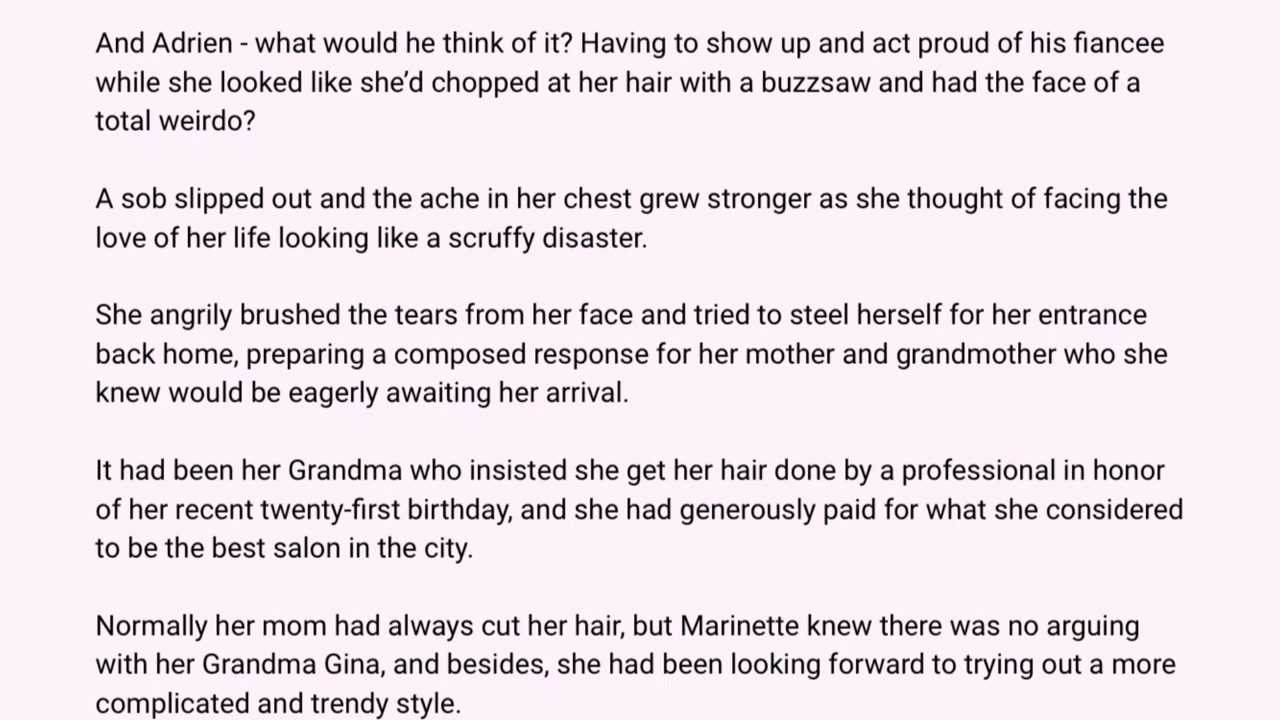 And Adrien - what would he think of it? Having to show up and act proud of his fiancee
while she looked like she’d chopped at her hair with a buzzsaw and had the face of a
total weirdo?
A sob slipped out and the ache in her chest grew stronger as she thought of facing the
love of her life looking like a scruffy disaster.
She angrily brushed the tears from her face and tried to steel herself for her entrance
back home, preparing a composed response for her mother and grandmother who she
knew would be eagerly awaiting her arrival.
It had been her Grandma who insisted she get her hair done by a professional in honor
of her recent twenty-first birthday, and she had generously paid for what she considered
to be the best salon in the city.
Normally her mom had always cut her hair, but Marinette knew there was no arguing
with her Grandma Gina, and besides, she had been looking forward to trying out a more
complicated and trendy style.